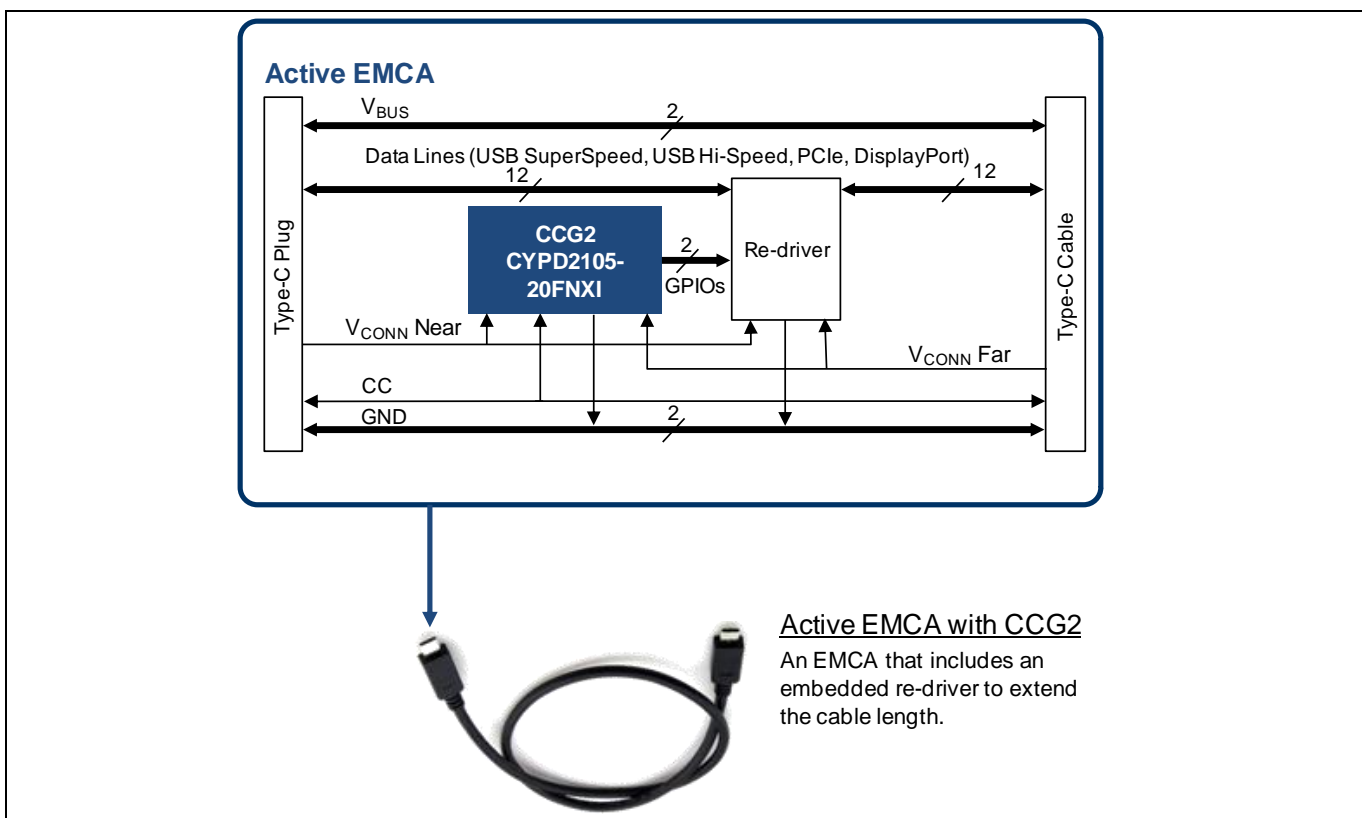 Active EMCA
VBUS
2
Data Lines (USB SuperSpeed, USB Hi-Speed, PCIe, DisplayPort)
12
12
Type-C Plug
CCG2
CYPD2105-
20FNXI
2
GPIOs
Re-driver
Type-C Cable
VCONN Near
VCONN Far
CC
GND
2
Active EMCA with CCG2
An EMCA that includes an
embedded re-driver to extend
the cable length.